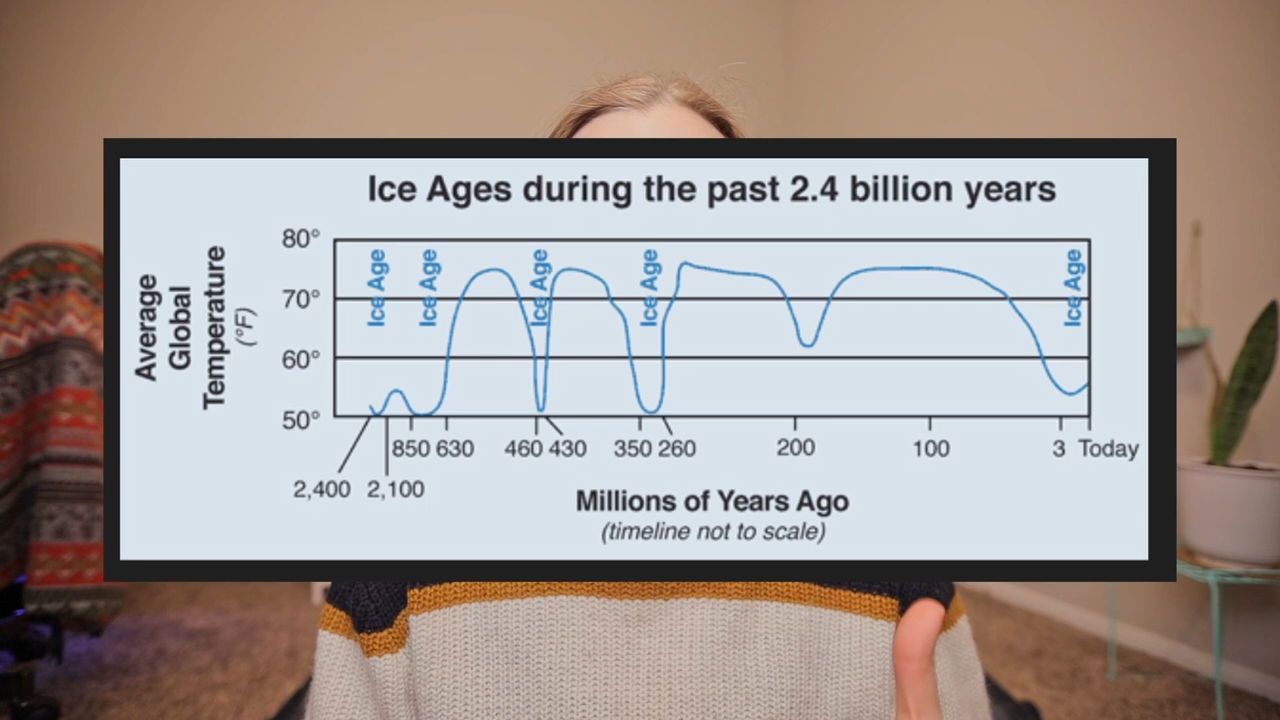 Ice Ages during the past 2.4 billion years
Average
Global
Temperature
(°F)
80°
70°
60°
50°
Ice Age
Ice Age
Ice Age
Ice Age
Ice Age
850 630 460 430 350 260 200 100 3 Today
2,400 2,100
Millions of Years Ago
(timeline not to scale)